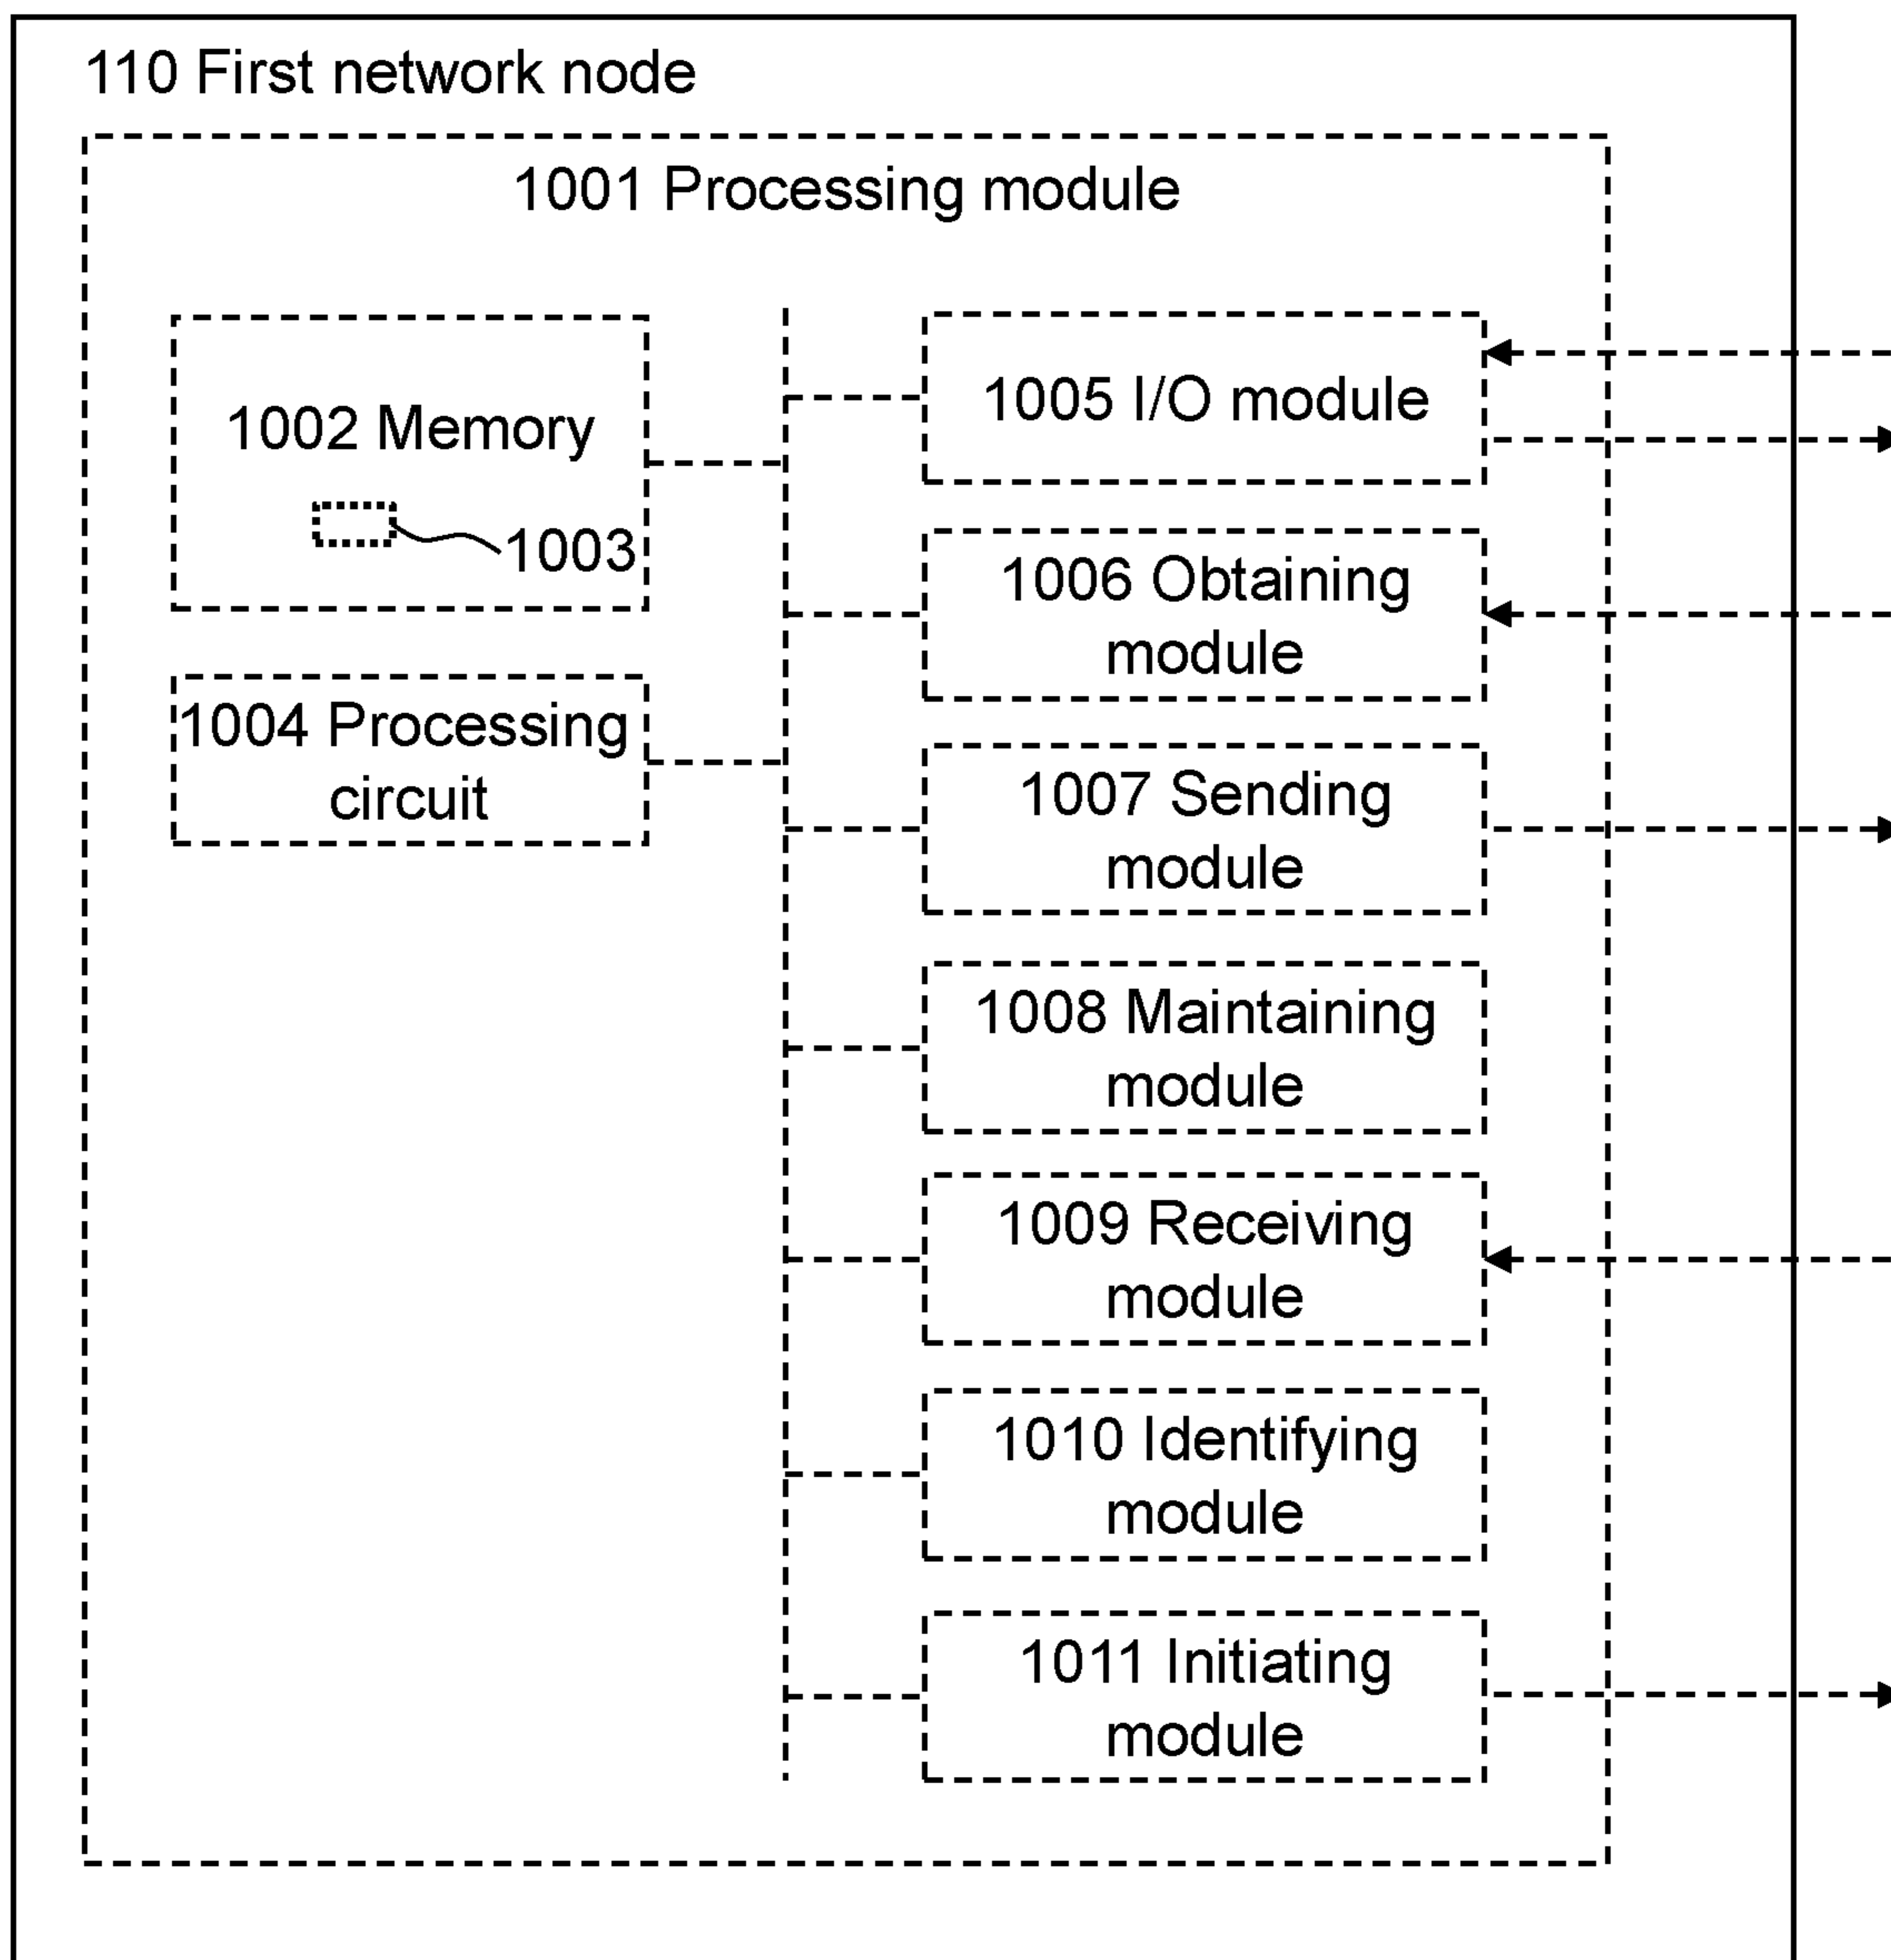 110 First network node
1001 Processing module
1002 Memory
1003
1004 Processing
circuit
1005 I/O module
1006 Obtaining
module
1007 Sending
module
1008 Maintaining
module
1009 Receiving
module
1010 Identifying
module
1011 Initiating
module